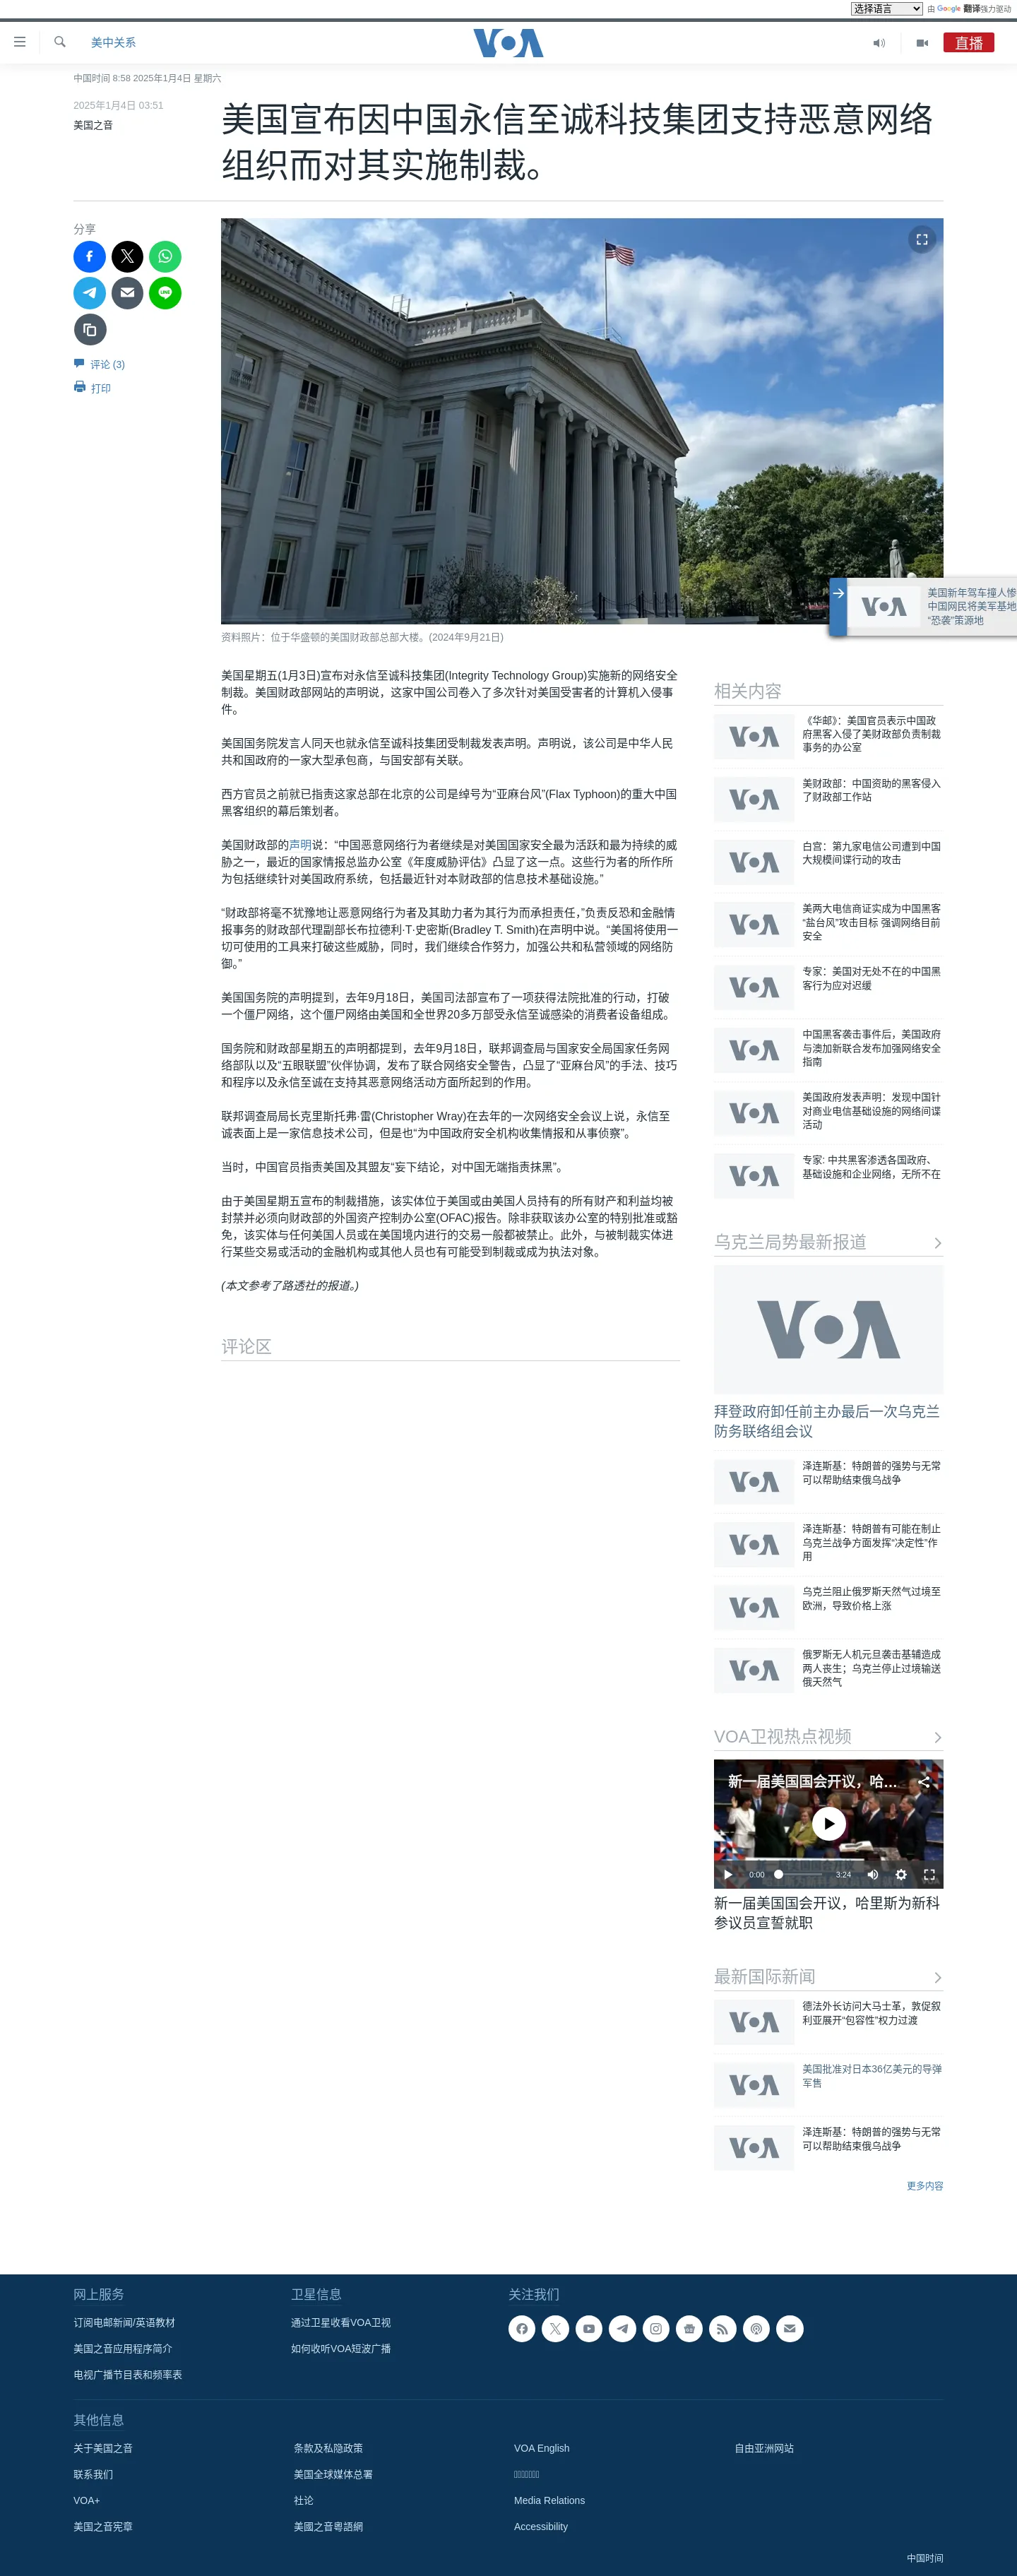 选择语言
由 Google 翻译强力驱动
美中关系
VOA
直播
中国时间 8:58 2025年1月4日 星期六
2025年1月4日 03:51
美国之音
美国宣布因中国永信至诚科技集团支持恶意网络
组织而对其实施制裁。
分享
评论 (3)
打印
资料照片：位于华盛顿的美国财政部总部大楼。(2024年9月21日)
VOA
美国新年驾车撞人惨
中国网民将美军基地
“恐袭”策源地
美国星期五(1月3日)宣布对永信至诚科技集团(Integrity Technology Group)实施新的网络安全
制裁。美国财政部网站的声明说，这家中国公司卷入了多次针对美国受害者的计算机入侵事
件。
美国国务院发言人同天也就永信至诚科技集团受制裁发表声明。声明说，该公司是中华人民
共和国政府的一家大型承包商，与国安部有关联。
西方官员之前就已指责这家总部在北京的公司是绰号为“亚麻台风”(Flax Typhoon)的重大中国
黑客组织的幕后策划者。
美国财政部的声明说：“中国恶意网络行为者继续是对美国国家安全最为活跃和最为持续的威
胁之一，最近的国家情报总监办公室《年度威胁评估》凸显了这一点。这些行为者的所作所
为包括继续针对美国政府系统，包括最近针对本财政部的信息技术基础设施。”
“财政部将毫不犹豫地让恶意网络行为者及其助力者为其行为而承担责任，”负责反恐和金融情
报事务的财政部代理副部长布拉德利·T·史密斯(Bradley T. Smith)在声明中说。“美国将使用一
切可使用的工具来打破这些威胁，同时，我们继续合作努力，加强公共和私营领域的网络防
御。”
美国国务院的声明提到，去年9月18日，美国司法部宣布了一项获得法院批准的行动，打破
一个僵尸网络，这个僵尸网络由美国和全世界20多万部受永信至诚感染的消费者设备组成。
国务院和财政部星期五的声明都提到，去年9月18日，联邦调查局与国家安全局国家任务网
络部队以及“五眼联盟”伙伴协调，发布了联合网络安全警告，凸显了“亚麻台风”的手法、技巧
和程序以及永信至诚在支持其恶意网络活动方面所起到的作用。
联邦调查局局长克里斯托弗·雷(Christopher Wray)在去年的一次网络安全会议上说，永信至
诚表面上是一家信息技术公司，但是也“为中国政府安全机构收集情报和从事侦察”。
当时，中国官员指责美国及其盟友“妄下结论，对中国无端指责抹黑”。
由于美国星期五宣布的制裁措施，该实体位于美国或由美国人员持有的所有财产和利益均被
封禁并必须向财政部的外国资产控制办公室(OFAC)报告。除非获取该办公室的特别批准或豁
免，该实体与任何美国人员或在美国境内进行的交易一般都被禁止。此外，与被制裁实体进
行某些交易或活动的金融机构或其他人员也有可能受到制裁或成为执法对象。
(本文参考了路透社的报道。)
评论区
相关内容
VOA
《华邮》：美国官员表示中国政
府黑客入侵了美财政部负责制裁
事务的办公室
VOA
美财政部：中国资助的黑客侵入
了财政部工作站
VOA
白宫：第九家电信公司遭到中国
大规模间谍行动的攻击
VOA
美两大电信商证实成为中国黑客
“盐台风”攻击目标 强调网络目前
安全
VOA
专家：美国对无处不在的中国黑
客行为应对迟缓
VOA
中国黑客袭击事件后，美国政府
与澳加新联合发布加强网络安全
指南
VOA
美国政府发表声明：发现中国针
对商业电信基础设施的网络间谍
活动
VOA
专家: 中共黑客渗透各国政府、
基础设施和企业网络，无所不在
乌克兰局势最新报道
VOA
拜登政府卸任前主办最后一次乌克兰
防务联络组会议
VOA
泽连斯基：特朗普的强势与无常
可以帮助结束俄乌战争
VOA
泽连斯基：特朗普有可能在制止
乌克兰战争方面发挥“决定性”作
用
VOA
乌克兰阻止俄罗斯天然气过境至
欧洲，导致价格上涨
VOA
俄罗斯无人机元旦袭击基辅造成
两人丧生；乌克兰停止过境输送
俄天然气
VOA卫视热点视频
新一届美国国会开议，哈...
0:00
3:24
新一届美国国会开议，哈里斯为新科
参议员宣誓就职
最新国际新闻
VOA
德法外长访问大马士革，敦促叙
利亚展开“包容性”权力过渡
VOA
美国批准对日本36亿美元的导弹
军售
VOA
泽连斯基：特朗普的强势与无常
可以帮助结束俄乌战争
更多内容
网上服务
订阅电邮新闻/英语教材
美国之音应用程序简介
电视广播节目表和频率表
卫星信息
通过卫星收看VOA卫视
如何收听VOA短波广播
关注我们
其他信息
关于美国之音
联系我们
VOA+
美国之音宪章
条款及私隐政策
美国全球媒体总署
社论
美國之音粵語網
VOA English
Media Relations
Accessibility
自由亚洲网站
中国时间